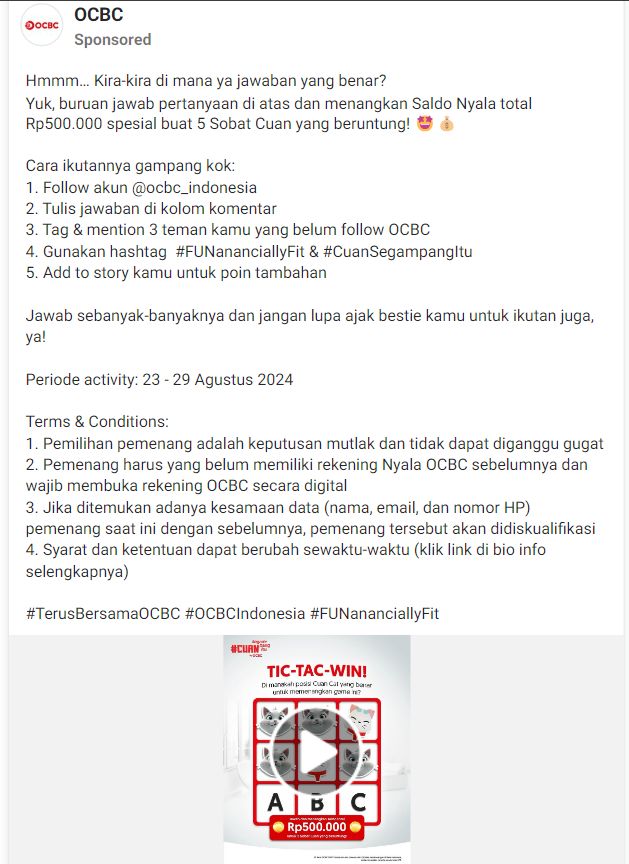 OCBC
OCBC
Sponsored
Hmmm... Kira-kira di mana ya jawaban yang benar?
Yuk, buruan jawab pertanyaan di atas dan menangkan Saldo Nyala total
Rp500.000 spesial buat 5 Sobat Cuan yang beruntung! 🤩 💰
Cara ikutannya gampang kok:
1. Follow akun @ocbc_indonesia
2. Tulis jawaban di kolom komentar
3. Tag & mention 3 teman kamu yang belum follow OCBC
4. Gunakan hashtag  #FUNananciallyFit & #CuanSegampangItu
5. Add to story kamu untuk poin tambahan
Jawab sebanyak-banyaknya dan jangan lupa ajak bestie kamu untuk ikutan juga,
ya!
Periode activity: 23 - 29 Agustus 2024
Terms & Conditions:
1. Pemilihan pemenang adalah keputusan mutlak dan tidak dapat diganggu gugat
2. Pemenang harus yang belum memiliki rekening Nyala OCBC sebelumnya dan
wajib membuka rekening OCBC secara digital
3. Jika ditemukan adanya kesamaan data (nama, email, dan nomor HP)
pemenang saat ini dengan sebelumnya, pemenang tersebut akan didiskualifikasi
4. Syarat dan ketentuan dapat berubah sewaktu-waktu (klik link di bio info
selengkapnya)
#TerusBersamaOCBC #OCBCIndonesia #FUNananciallyFit
#CUAN
TIC-TAC-WIN!
Di manakah posisi Cuan Cat yang benar
untuk memenangkan game ini?
A B C
Rp500.000